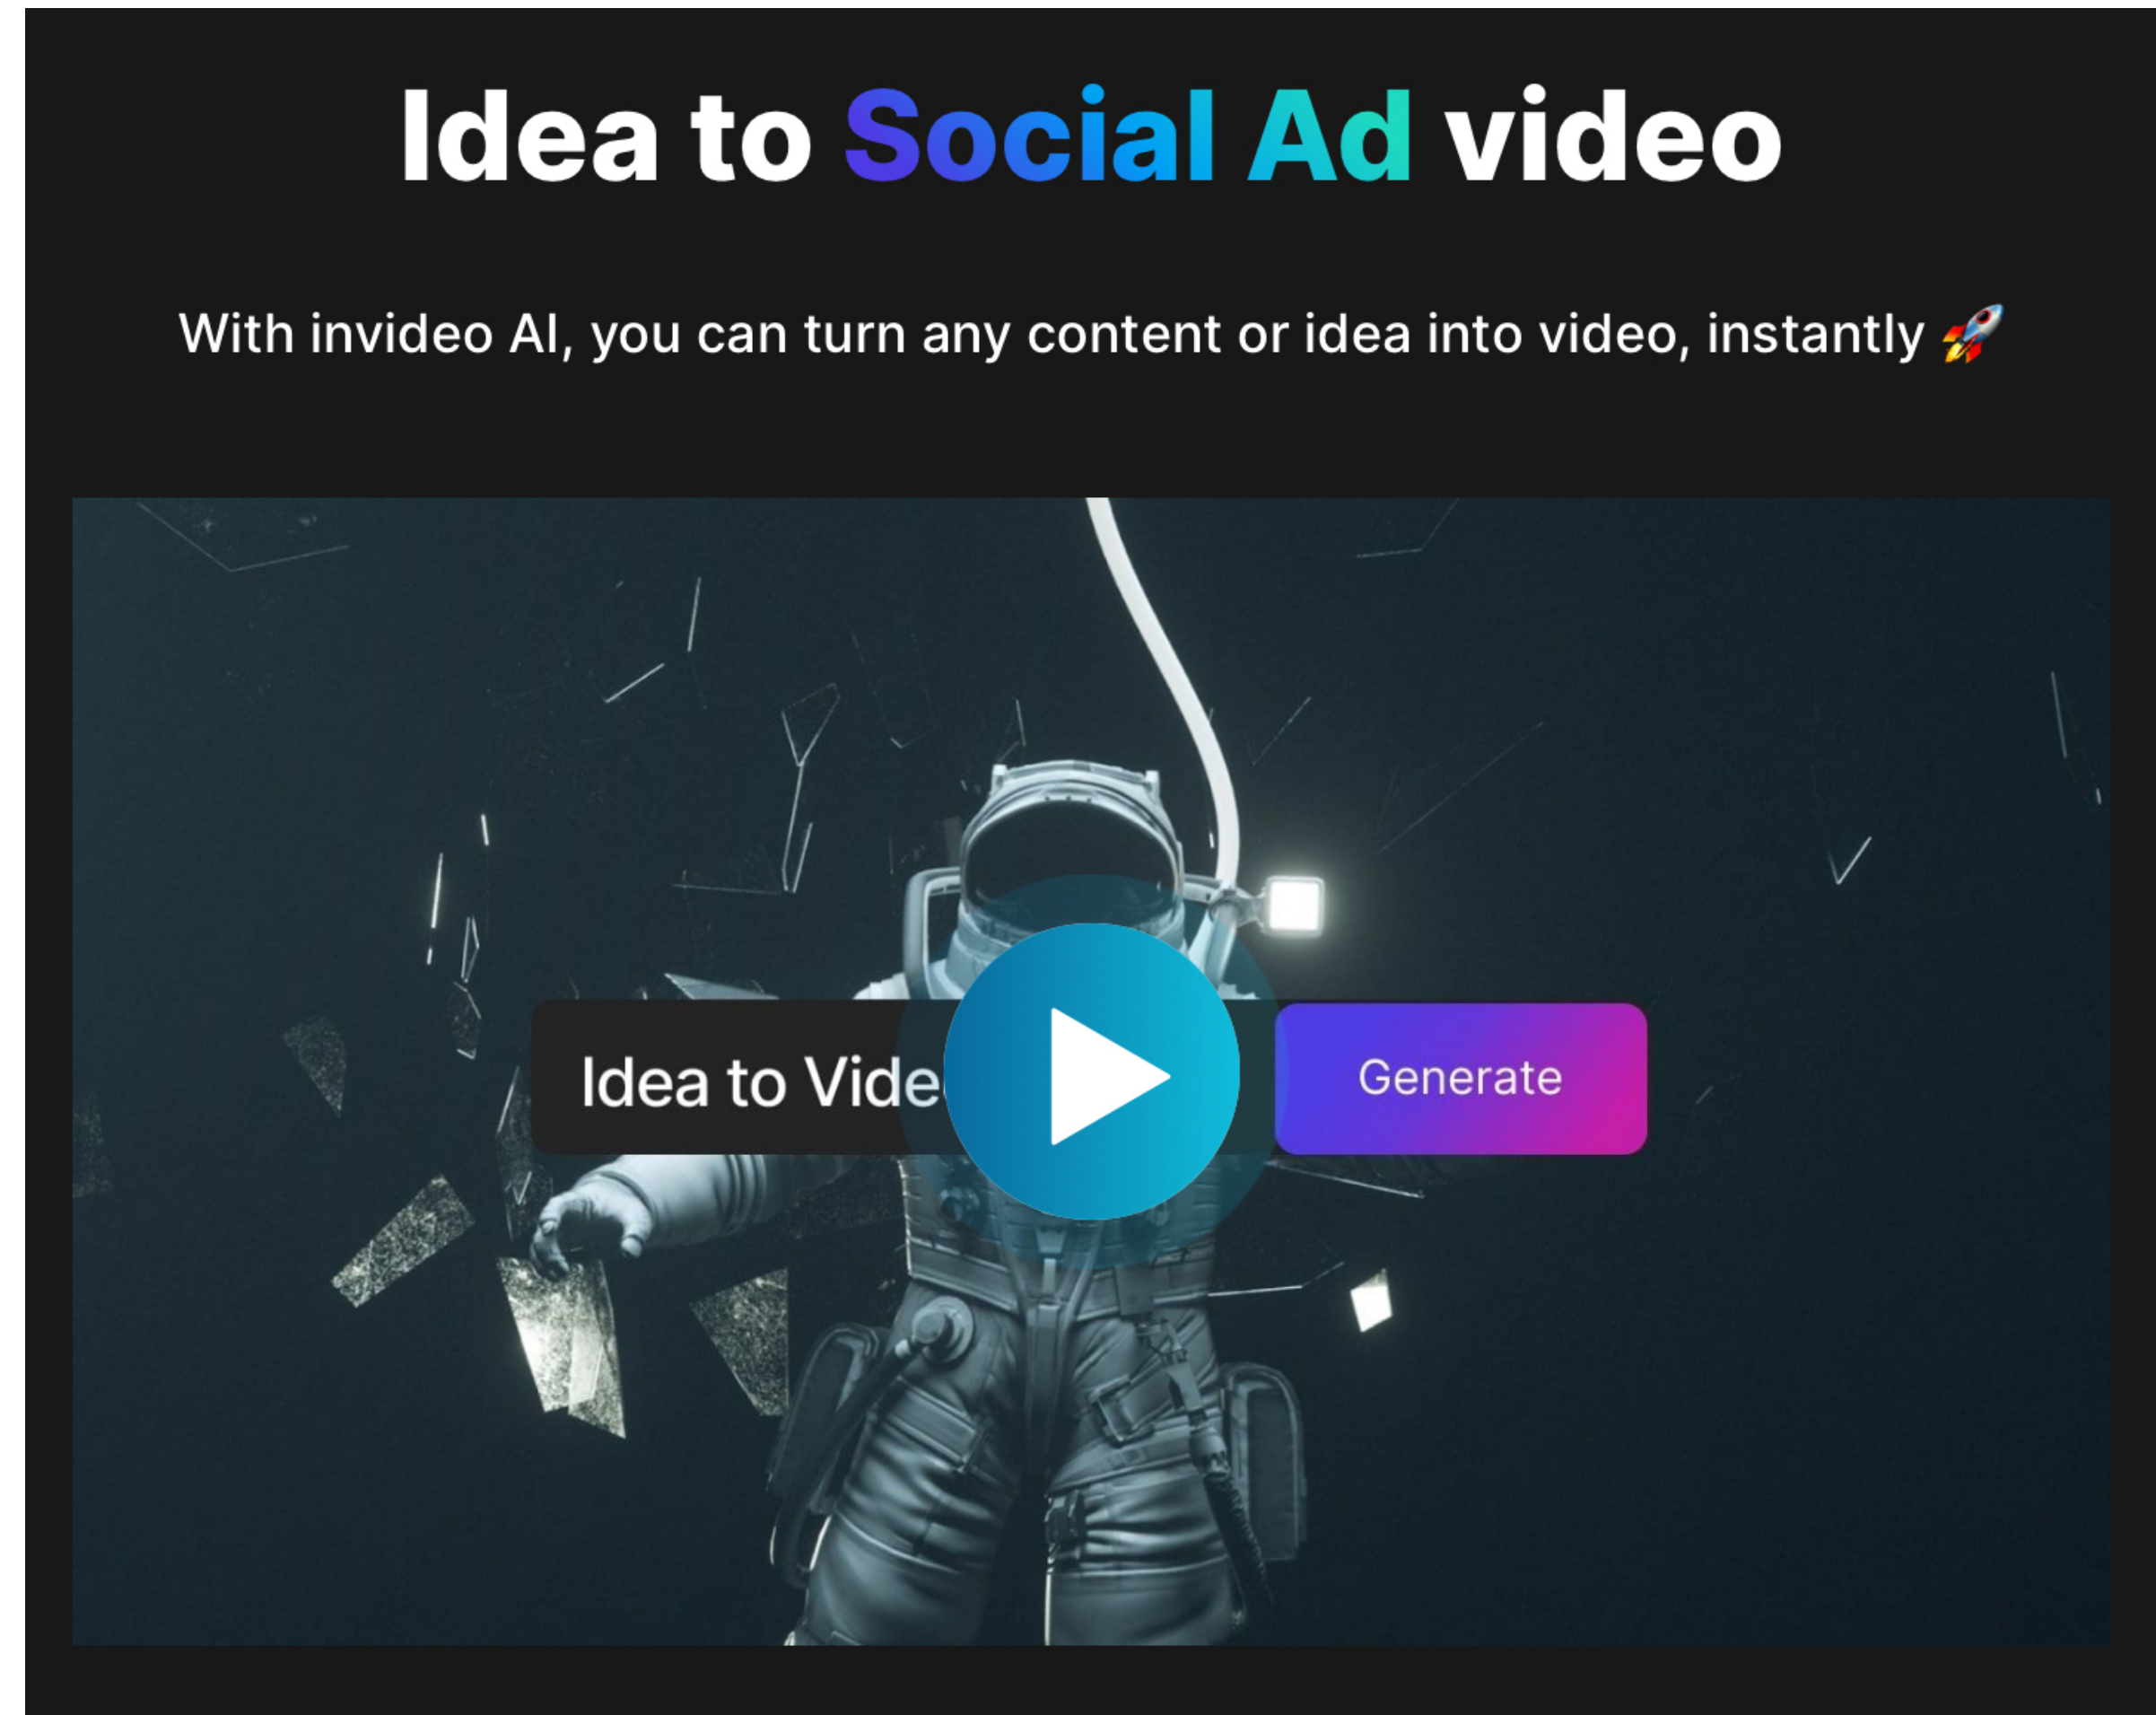 Idea to Social Ad video
With invideo AI, you can turn any content or idea into video, instantly 🚀
Idea to Vide
Generate